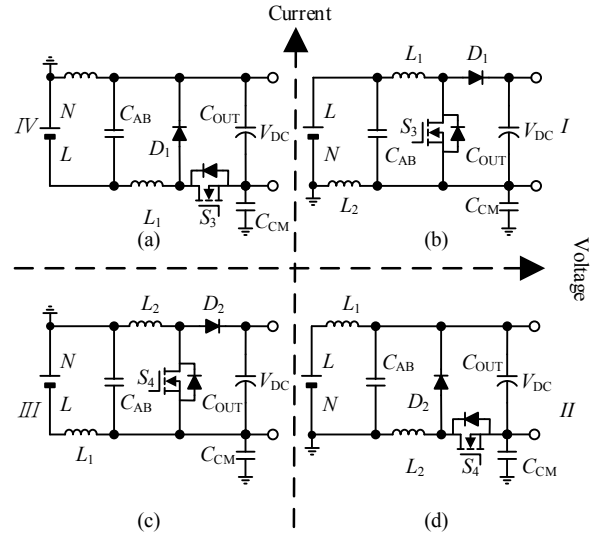 Current
Voltage
IV
N
L
C_AB
D_1
C_OUT
V_DC
L_1
S_3
C_CM
(a)
L_1
D_1
L
N
C_AB
S_3
C_OUT
V_DC
I
L_2
C_CM
(b)
L_2
D_2
III
N
L
C_AB
S_4
C_OUT
V_DC
L_1
C_CM
(c)
L_1
L
N
C_AB
D_2
C_OUT
V_DC
II
L_2
S_4
C_CM
(d)